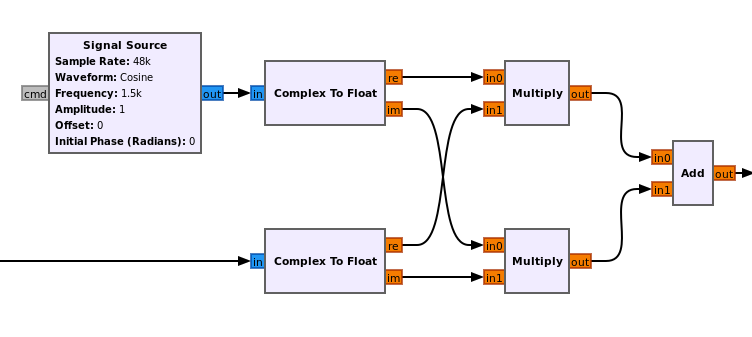 Signal Source
Sample Rate: 48k
Waveform: Cosine
Frequency: 1.5k
Amplitude: 1
Offset: 0
Initial Phase (Radians): 0
cmd
out
in
Complex To Float
re
im
in0
in1
Multiply
out
in
Complex To Float
re
im
in0
in1
Multiply
out
in0
in1
Add
out